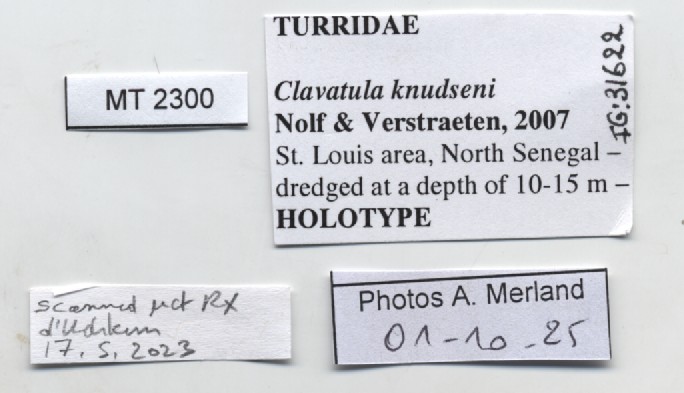 MT 2300
TURRIDAE
Clavatula knudseni
Nolf & Verstraeten, 2007
St. Louis area, North Senegal –
dredged at a depth of 10-15 m –
HOLOTYPE
IG:31622
scanned µct RX
d'Udekem
17.5.2023
Photos A. Merland
01-10-25